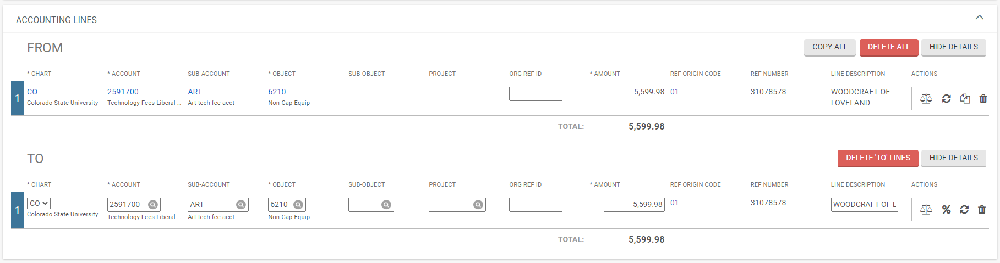 ACCOUNTING LINES
FROM
COPY ALL DELETE ALL HIDE DETAILS
* CHART * ACCOUNT SUB-ACCOUNT * OBJECT SUB-OBJECT PROJECT ORG REF ID * AMOUNT REF ORIGIN CODE REF NUMBER LINE DESCRIPTION ACTIONS
1 CO 2591700 ART 6210 5,599.98 01 31078578 WOODCRAFT OF
Colorado State University Technology Fees Liberal ... Art tech fee acct Non-Cap Equip LOVELAND
TOTAL: 5,599.98
TO
DELETE 'TO' LINES HIDE DETAILS
* CHART * ACCOUNT SUB-ACCOUNT * OBJECT SUB-OBJECT PROJECT ORG REF ID * AMOUNT REF ORIGIN CODE REF NUMBER LINE DESCRIPTION ACTIONS
1 CO 2591700 ART 6210 5,599.98 01 31078578 WOODCRAFT OF L %
Colorado State University Technology Fees Liberal ... Art tech fee acct Non-Cap Equip
TOTAL: 5,599.98